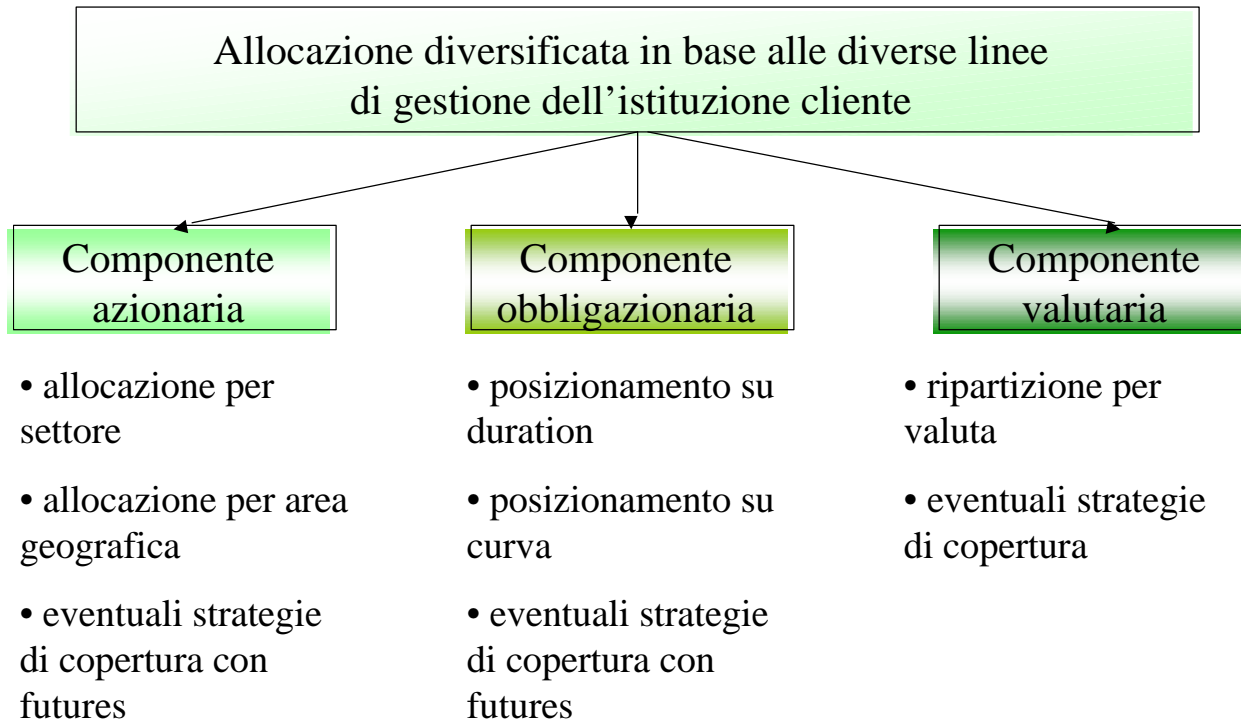 Allocazione diversificata in base alle diverse linee
di gestione dell’istituzione cliente
Componente
azionaria
• allocazione per
settore
• allocazione per area
geografica
• eventuali strategie
di copertura con
futures
Componente
obbligazionaria
• posizionamento su
duration
• posizionamento su
curva
• eventuali strategie
di copertura con
futures
Componente
valutaria
• ripartizione per
valuta
• eventuali strategie
di copertura